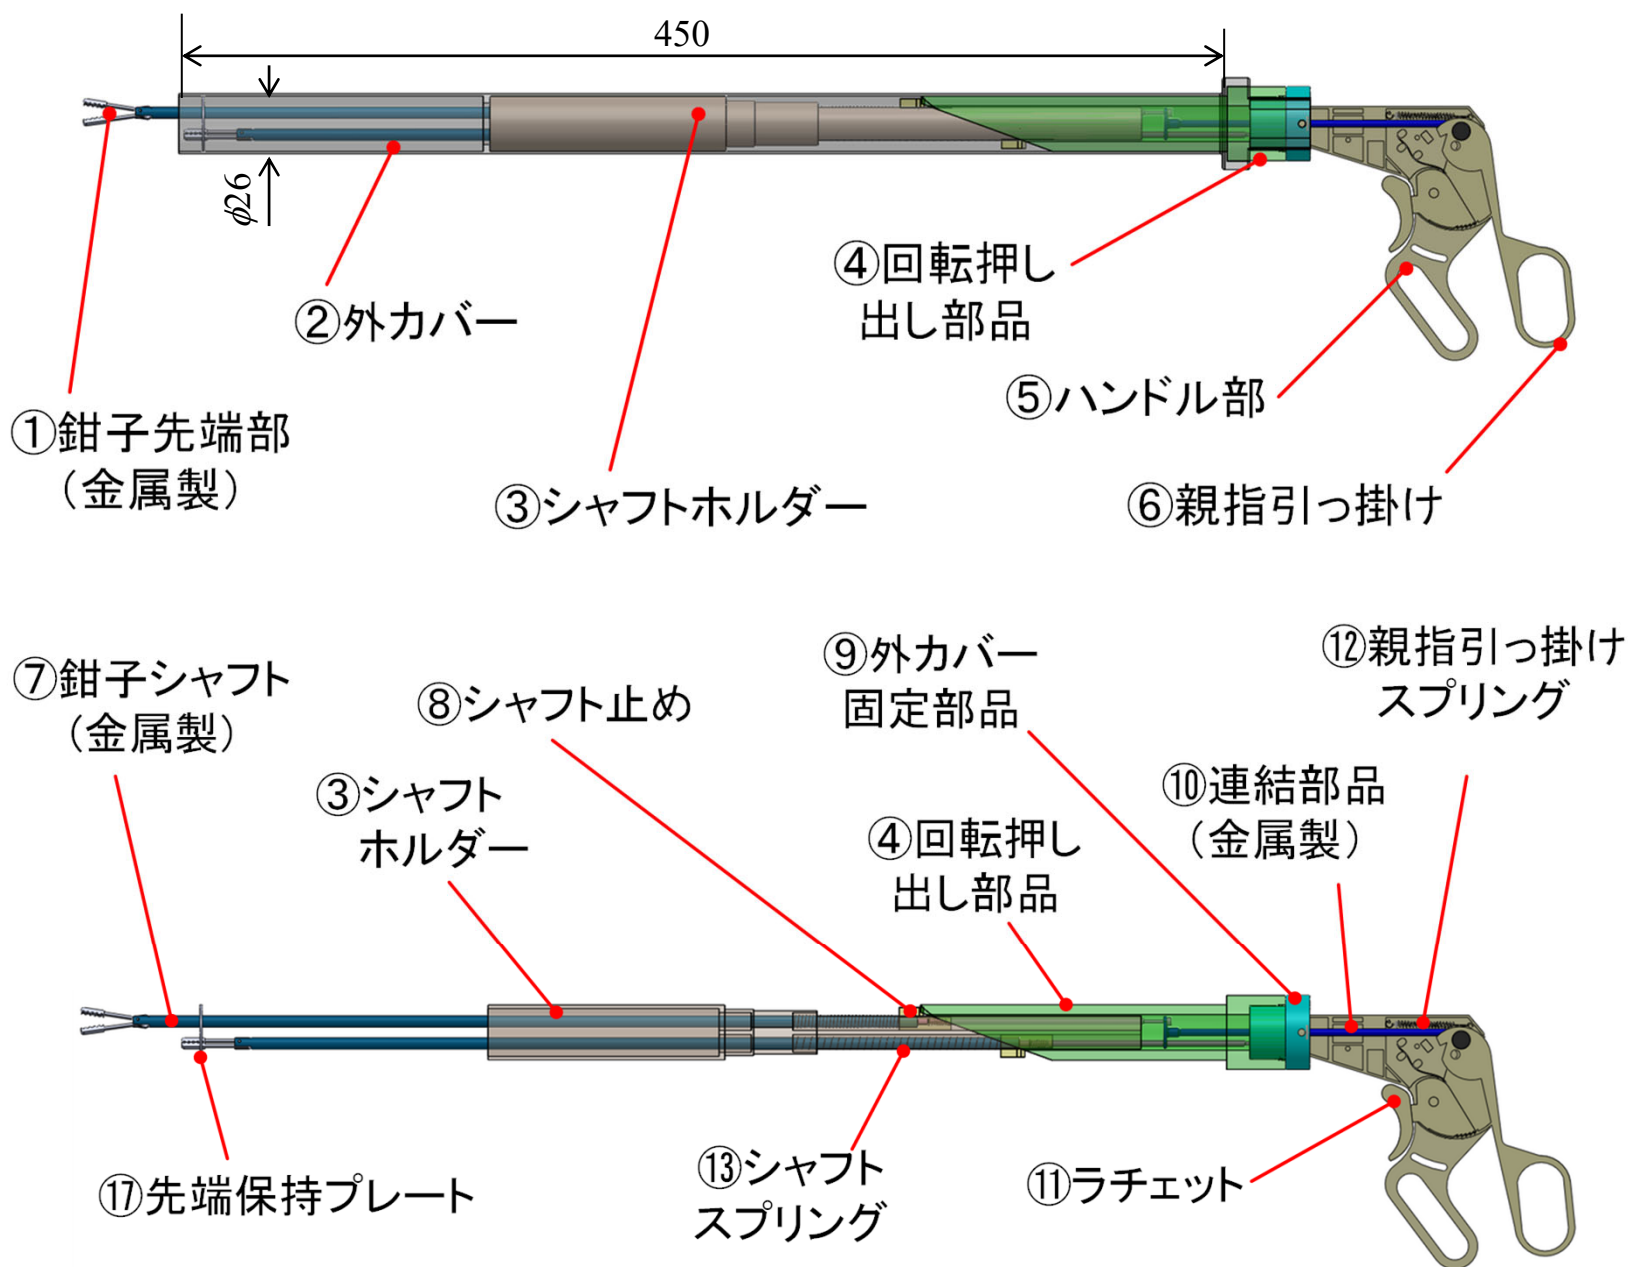 450
ϕ26
④回転押し
出し部品
②外カバー
⑤ハンドル部
①鉗子先端部
（金属製）
③シャフトホルダー
⑥親指引っ掛け
⑦鉗子シャフト
（金属製）
⑧シャフト止め
⑨外カバー
固定部品
⑫親指引っ掛け
スプリング
③シャフト
ホルダー
④回転押し
出し部品
⑩連結部品
（金属製）
⑰先端保持プレート
⑬シャフト
スプリング
⑪ラチェット